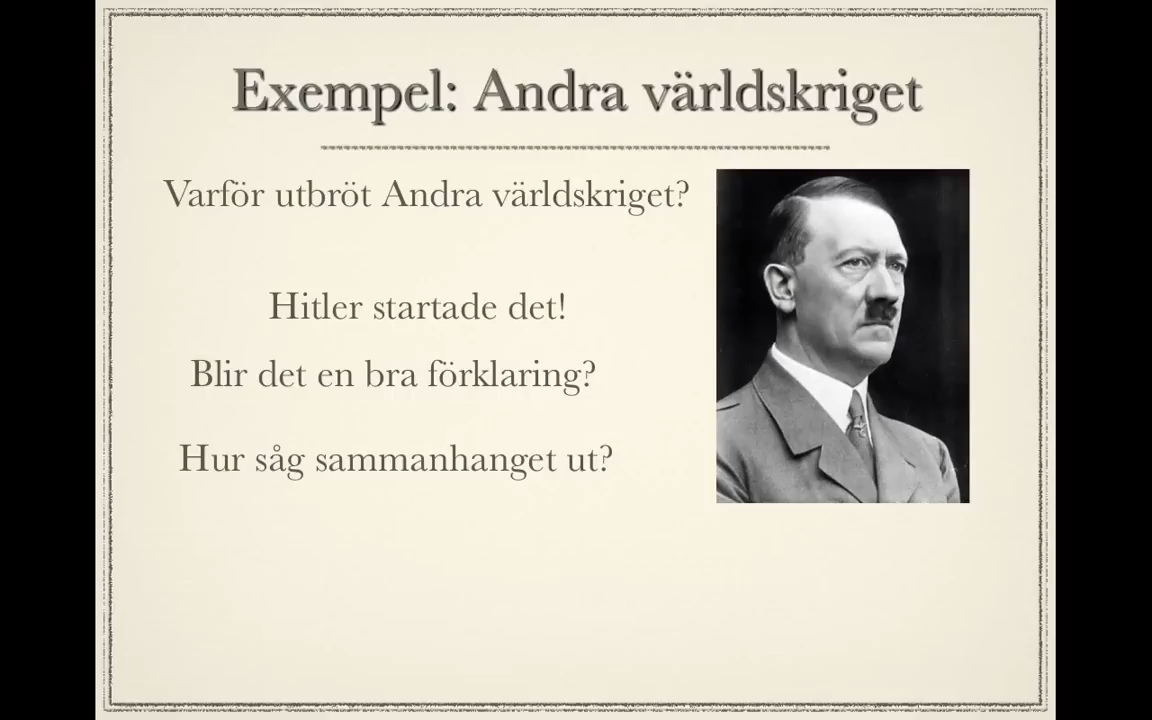 Exempel: Andra världskriget
Varför utbröt Andra världskriget?
Hitler startade det!
Blir det en bra förklaring?
Hur såg sammanhanget ut?